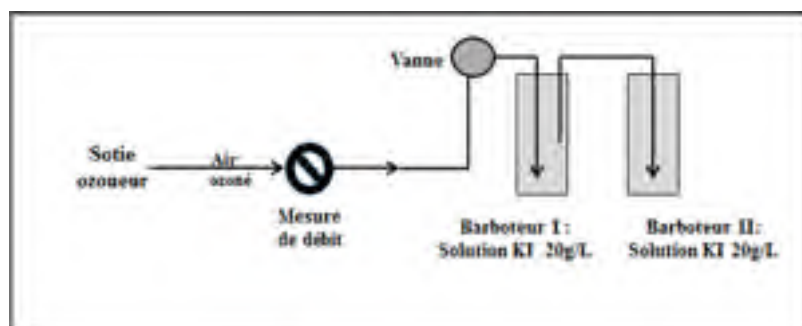 Vanne
Sotie
ozoneur
Air
ozoné
Mesure
de débit
Barboteur I :
Solution KI 20g/L
Barboteur II:
Solution KI 20g/L